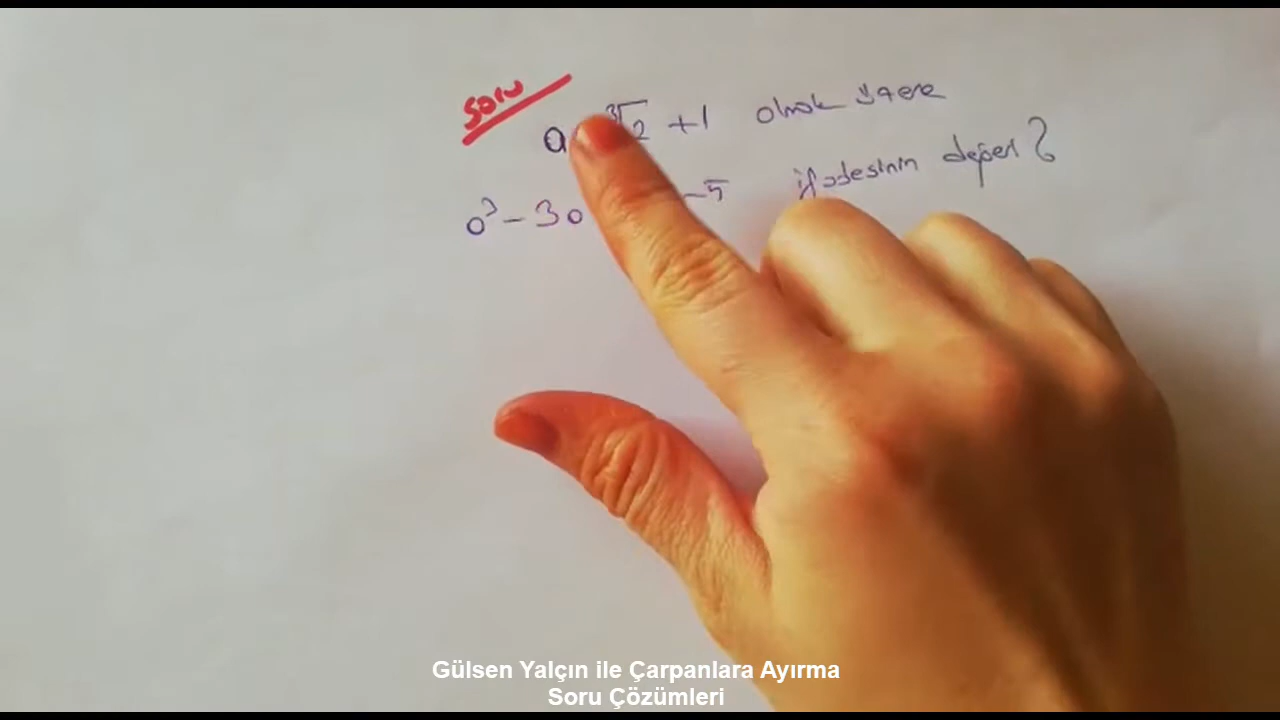 Soru
a ∛2 +1 olmak üzere
a³ - 3a - 5 ifadesinin değeri?
Gülsen Yalçın ile Çarpanlara Ayırma
Soru Çözümleri